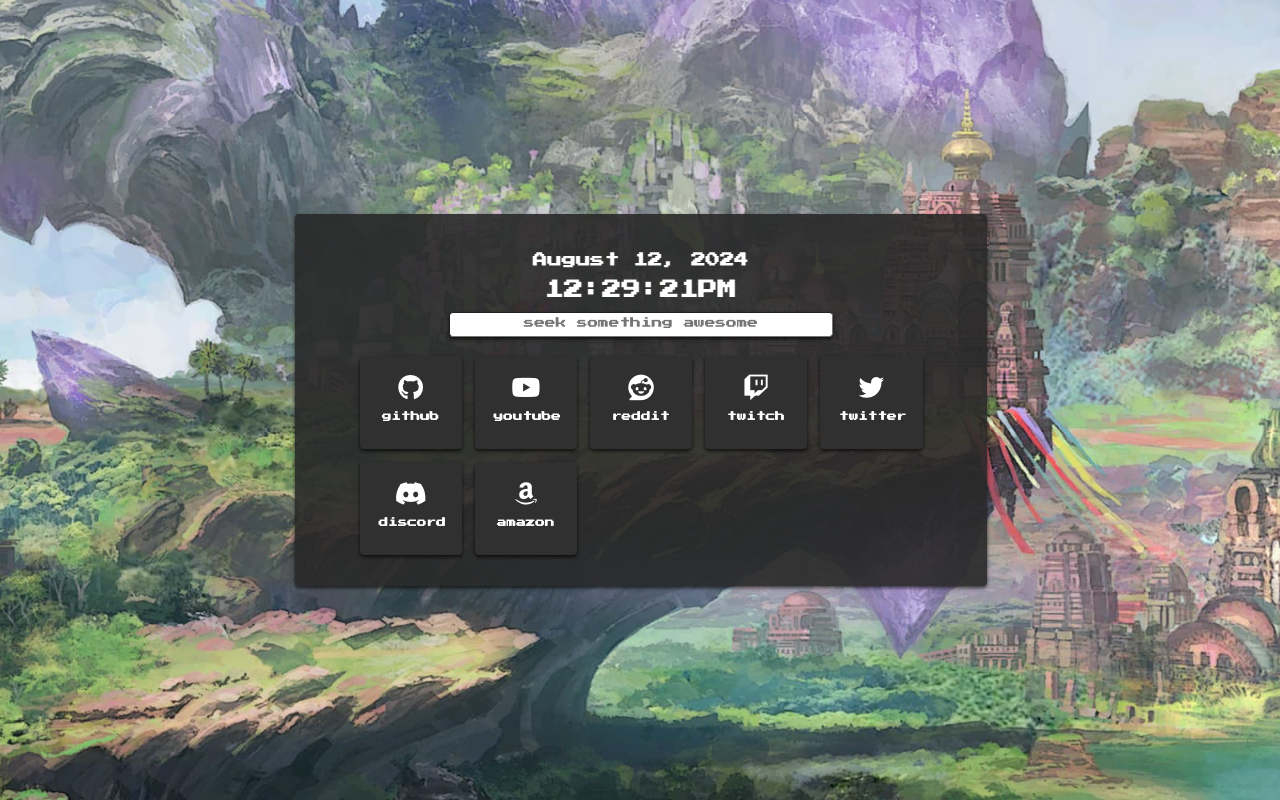 August 12, 2024
12:29:21PM
seek something awesome
github youtube reddit twitch twitter
discord amazon